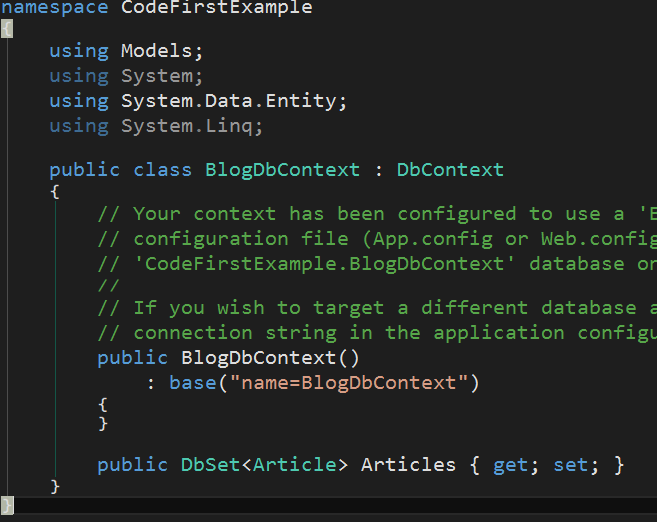 namespace CodeFirstExample
{
    using Models;
    using System;
    using System.Data.Entity;
    using System.Linq;

    public class BlogDbContext : DbContext
    {
        // Your context has been configured to use a '
        // configuration file (App.config or Web.config
        // 'CodeFirstExample.BlogDbContext' database on
        //
        // If you wish to target a different database a
        // connection string in the application configu
        public BlogDbContext()
            : base("name=BlogDbContext")
        {
        }

        public DbSet<Article> Articles { get; set; }
    }
}